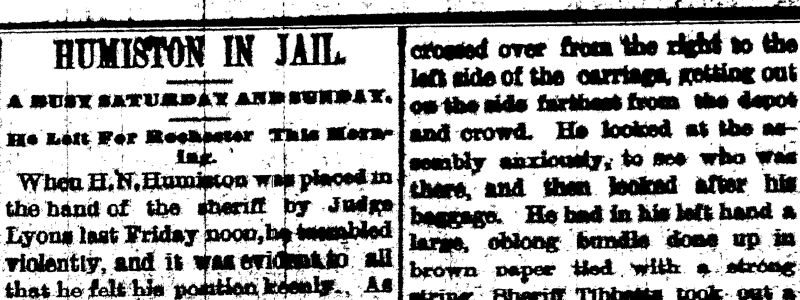 HUMISTON IN JAIL.
A BUSY SATURDAY AND SUNDAY.
He Left For Rochester This Morn-
ing.
When H. N. Humiston was placed in
the hand of the sheriff by Judge
Lyons last Friday noon, he trembled
violently, and it was evident to all
that he felt his position keenly. As
crossed over from the right to the
left side of the carriage, getting out
on the side farthest from the depot
and crowd. He looked at the as-
sembly anxiously, to see who was
there, and then looked after his
baggage. He had in his left hand a
large, oblong bundle done up in
brown paper tied with a strong
string. Sheriff Tibbetts took out a